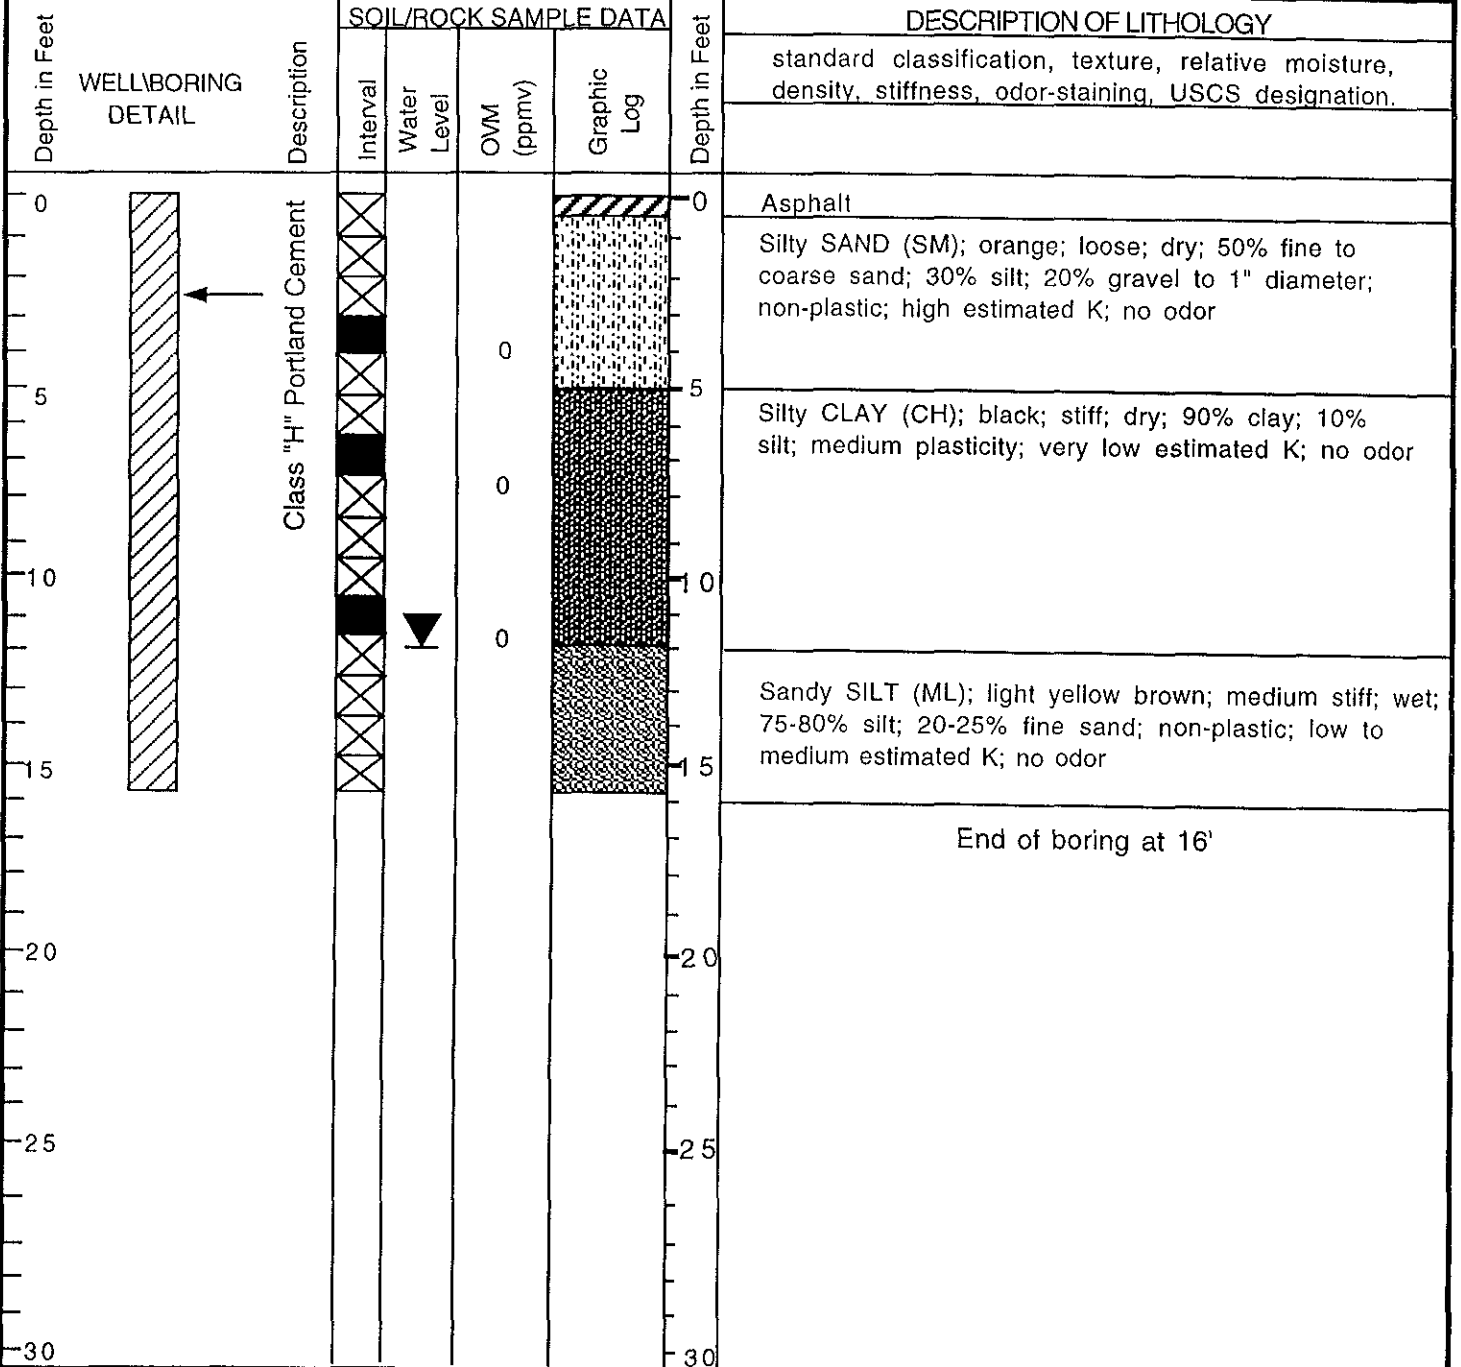 SOIL/ROCK SAMPLE DATA
DESCRIPTION OF LITHOLOGY
Depth in Feet
WELL\BORING
DETAIL
Description
Interval
Water
Level
OVM
(ppmv)
Graphic
Log
Depth in Feet
standard classification, texture, relative moisture,
density, stiffness, odor-staining, USCS designation.
0
5
10
15
20
25
30
Class "H" Portland Cement
0
0
0
0
5
10
15
20
25
30
Asphalt
Silty SAND (SM); orange; loose; dry; 50% fine to
coarse sand; 30% silt; 20% gravel to 1" diameter;
non-plastic; high estimated K; no odor
Silty CLAY (CH); black; stiff; dry; 90% clay; 10%
silt; medium plasticity; very low estimated K; no odor
Sandy SILT (ML); light yellow brown; medium stiff; wet;
75-80% silt; 20-25% fine sand; non-plastic; low to
medium estimated K; no odor
End of boring at 16'